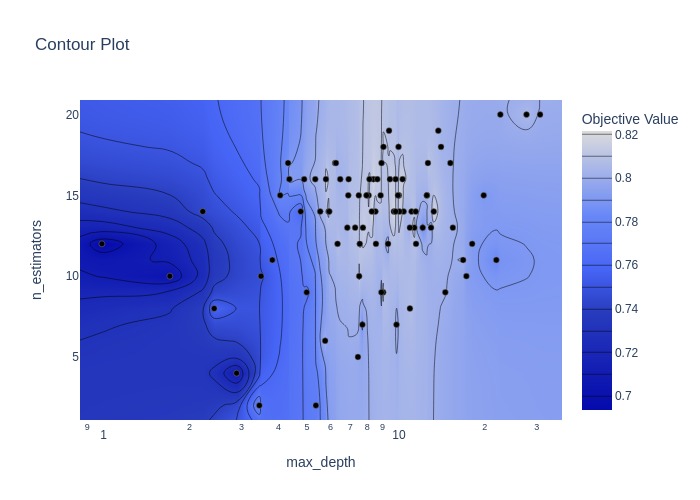 Contour Plot
Objective Value
0.82
0.8
0.78
0.76
0.74
0.72
0.7
20
15
10
5
n_estimators
9 2 3 4 5 6 7 8 9 2 3
1 10
max_depth